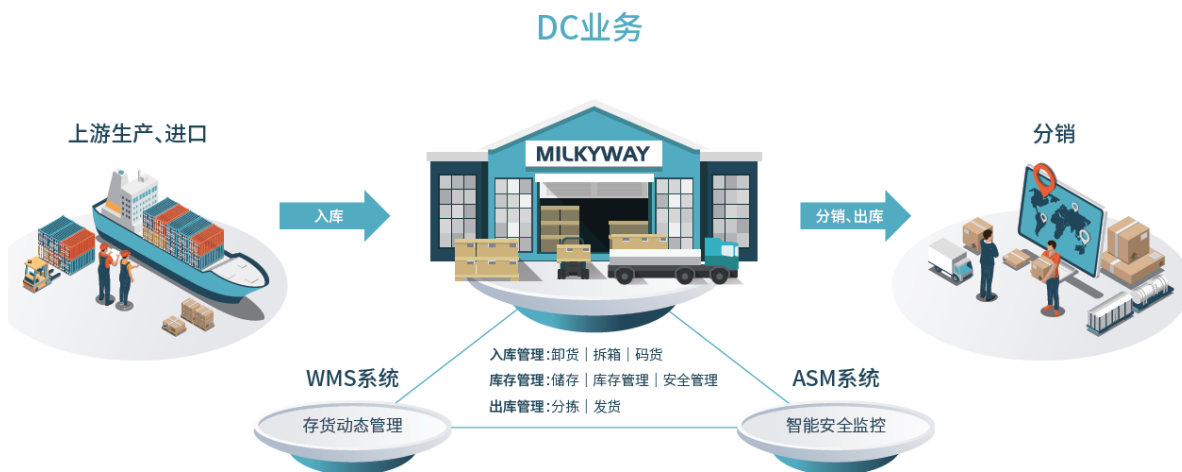 DC业务
上游生产、进口
入库
MILKYWAY
分销、出库
分销
入库管理:卸货｜拆箱｜码货
库存管理:储存｜库存管理｜安全管理
出库管理:分拣｜发货
WMS系统
存货动态管理
ASM系统
智能安全监控